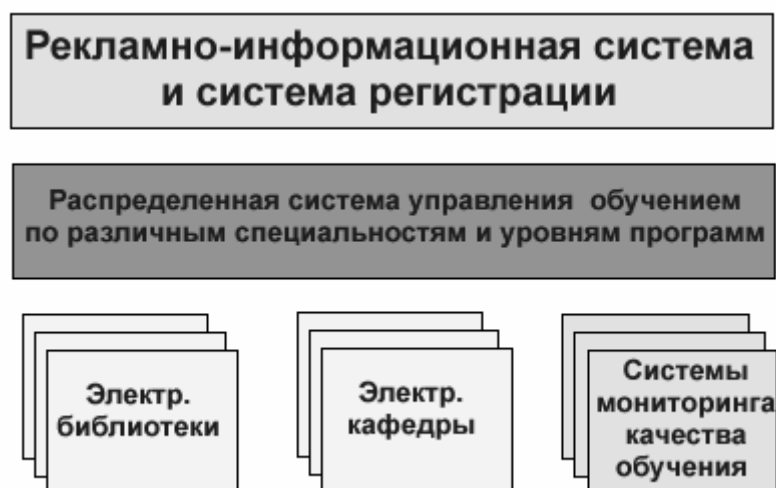 Рекламно-информационная система
и система регистрации
Распределенная система управления обучением
по различным специальностям и уровням программ
Электр.
библиотеки
Электр.
кафедры
Системы
мониторинга
качества
обучения